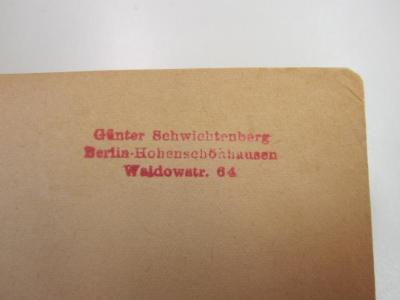 Günter Schwichtenberg
Berlin-Hohenschönhausen
Waldowstr. 64